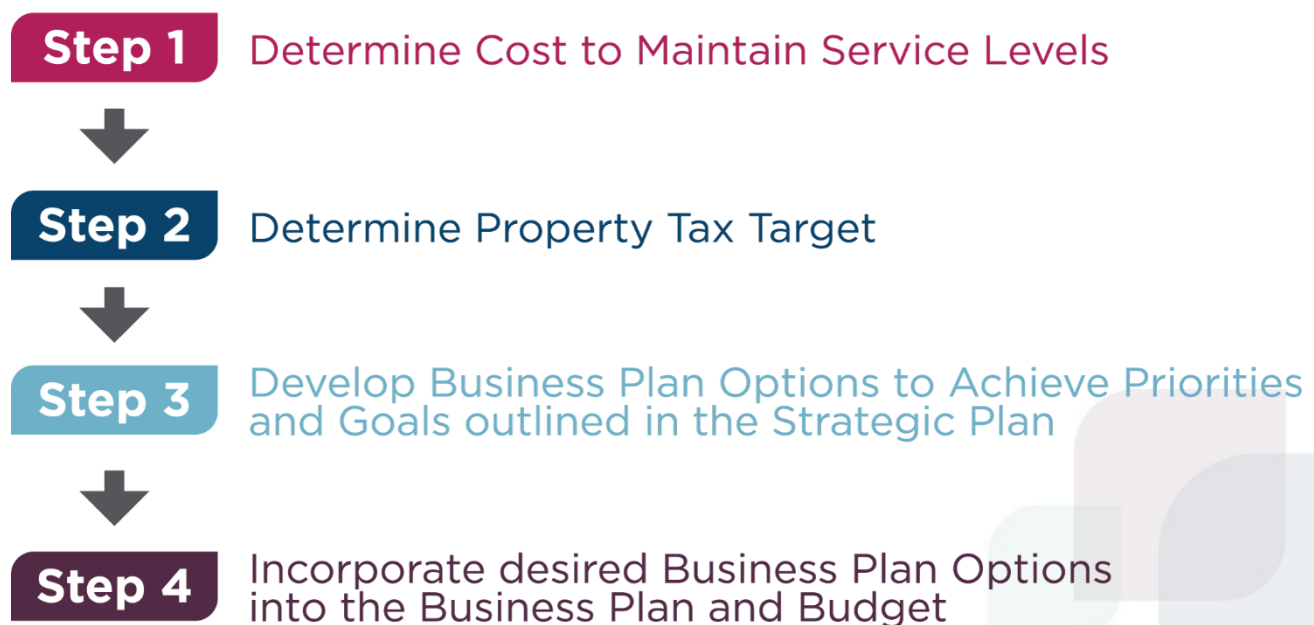 Step 1
Determine Cost to Maintain Service Levels
Step 2
Determine Property Tax Target
Step 3
Develop Business Plan Options to Achieve Priorities
and Goals outlined in the Strategic Plan
Step 4
Incorporate desired Business Plan Options
into the Business Plan and Budget